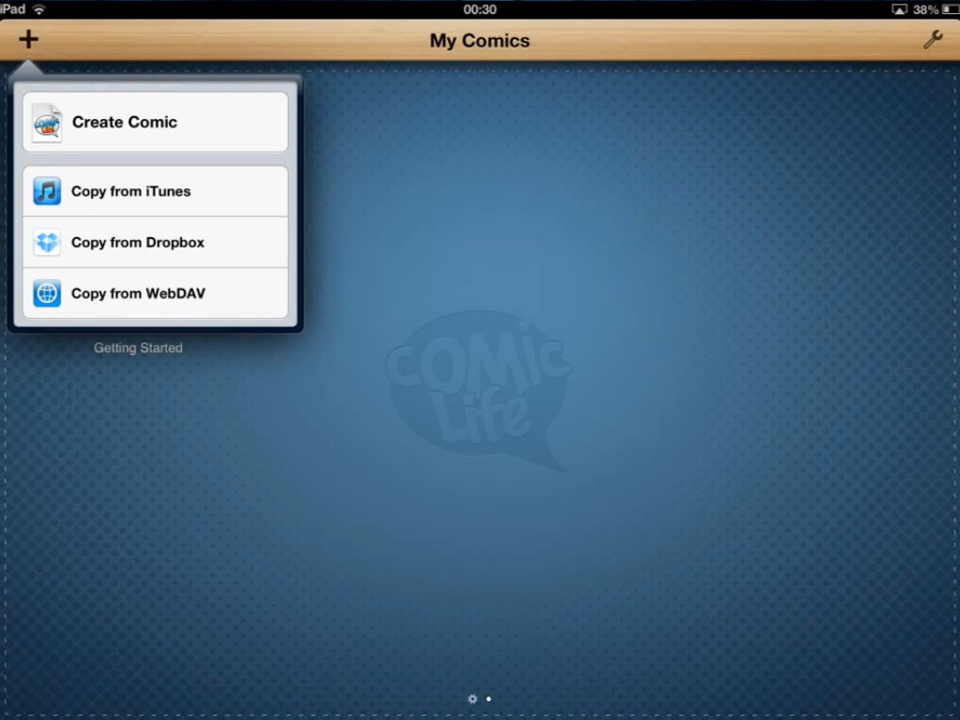 iPad 00:30 38%
My Comics
Create Comic
Copy from iTunes
Copy from Dropbox
Copy from WebDAV
Getting Started
COMiC
Life